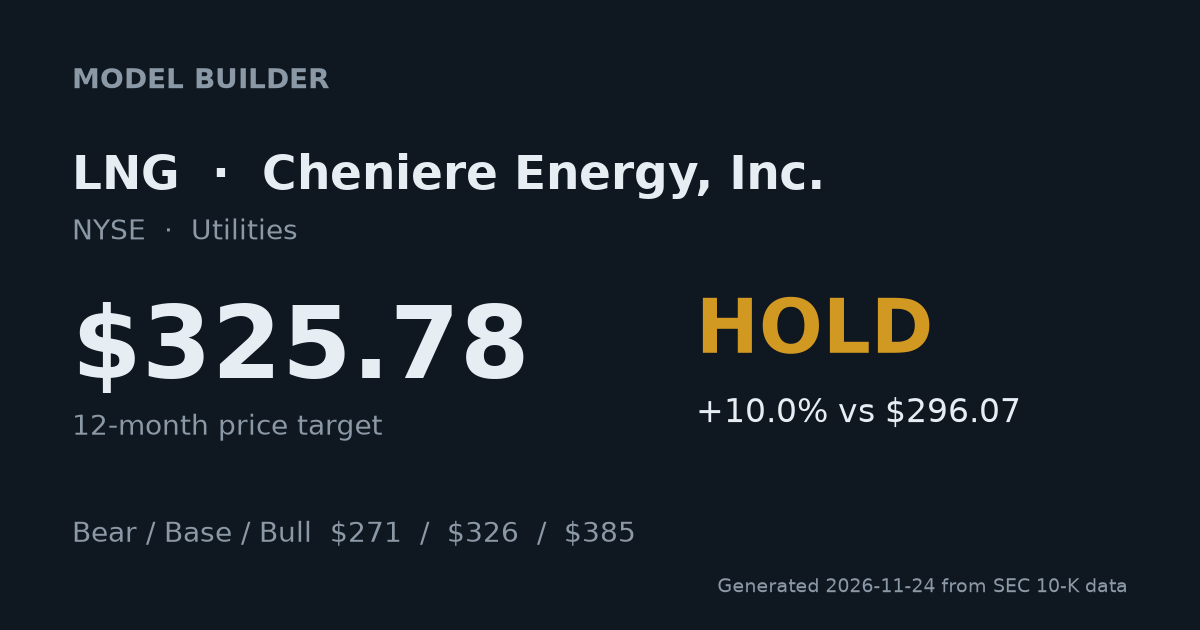 MODEL BUILDER
LNG · Cheniere Energy, Inc.
NYSE · Utilities
$325.78
HOLD
12-month price target
+10.0% vs $296.07
Bear / Base / Bull $271 / $326 / $385
Generated 2026-11-24 from SEC 10-K data